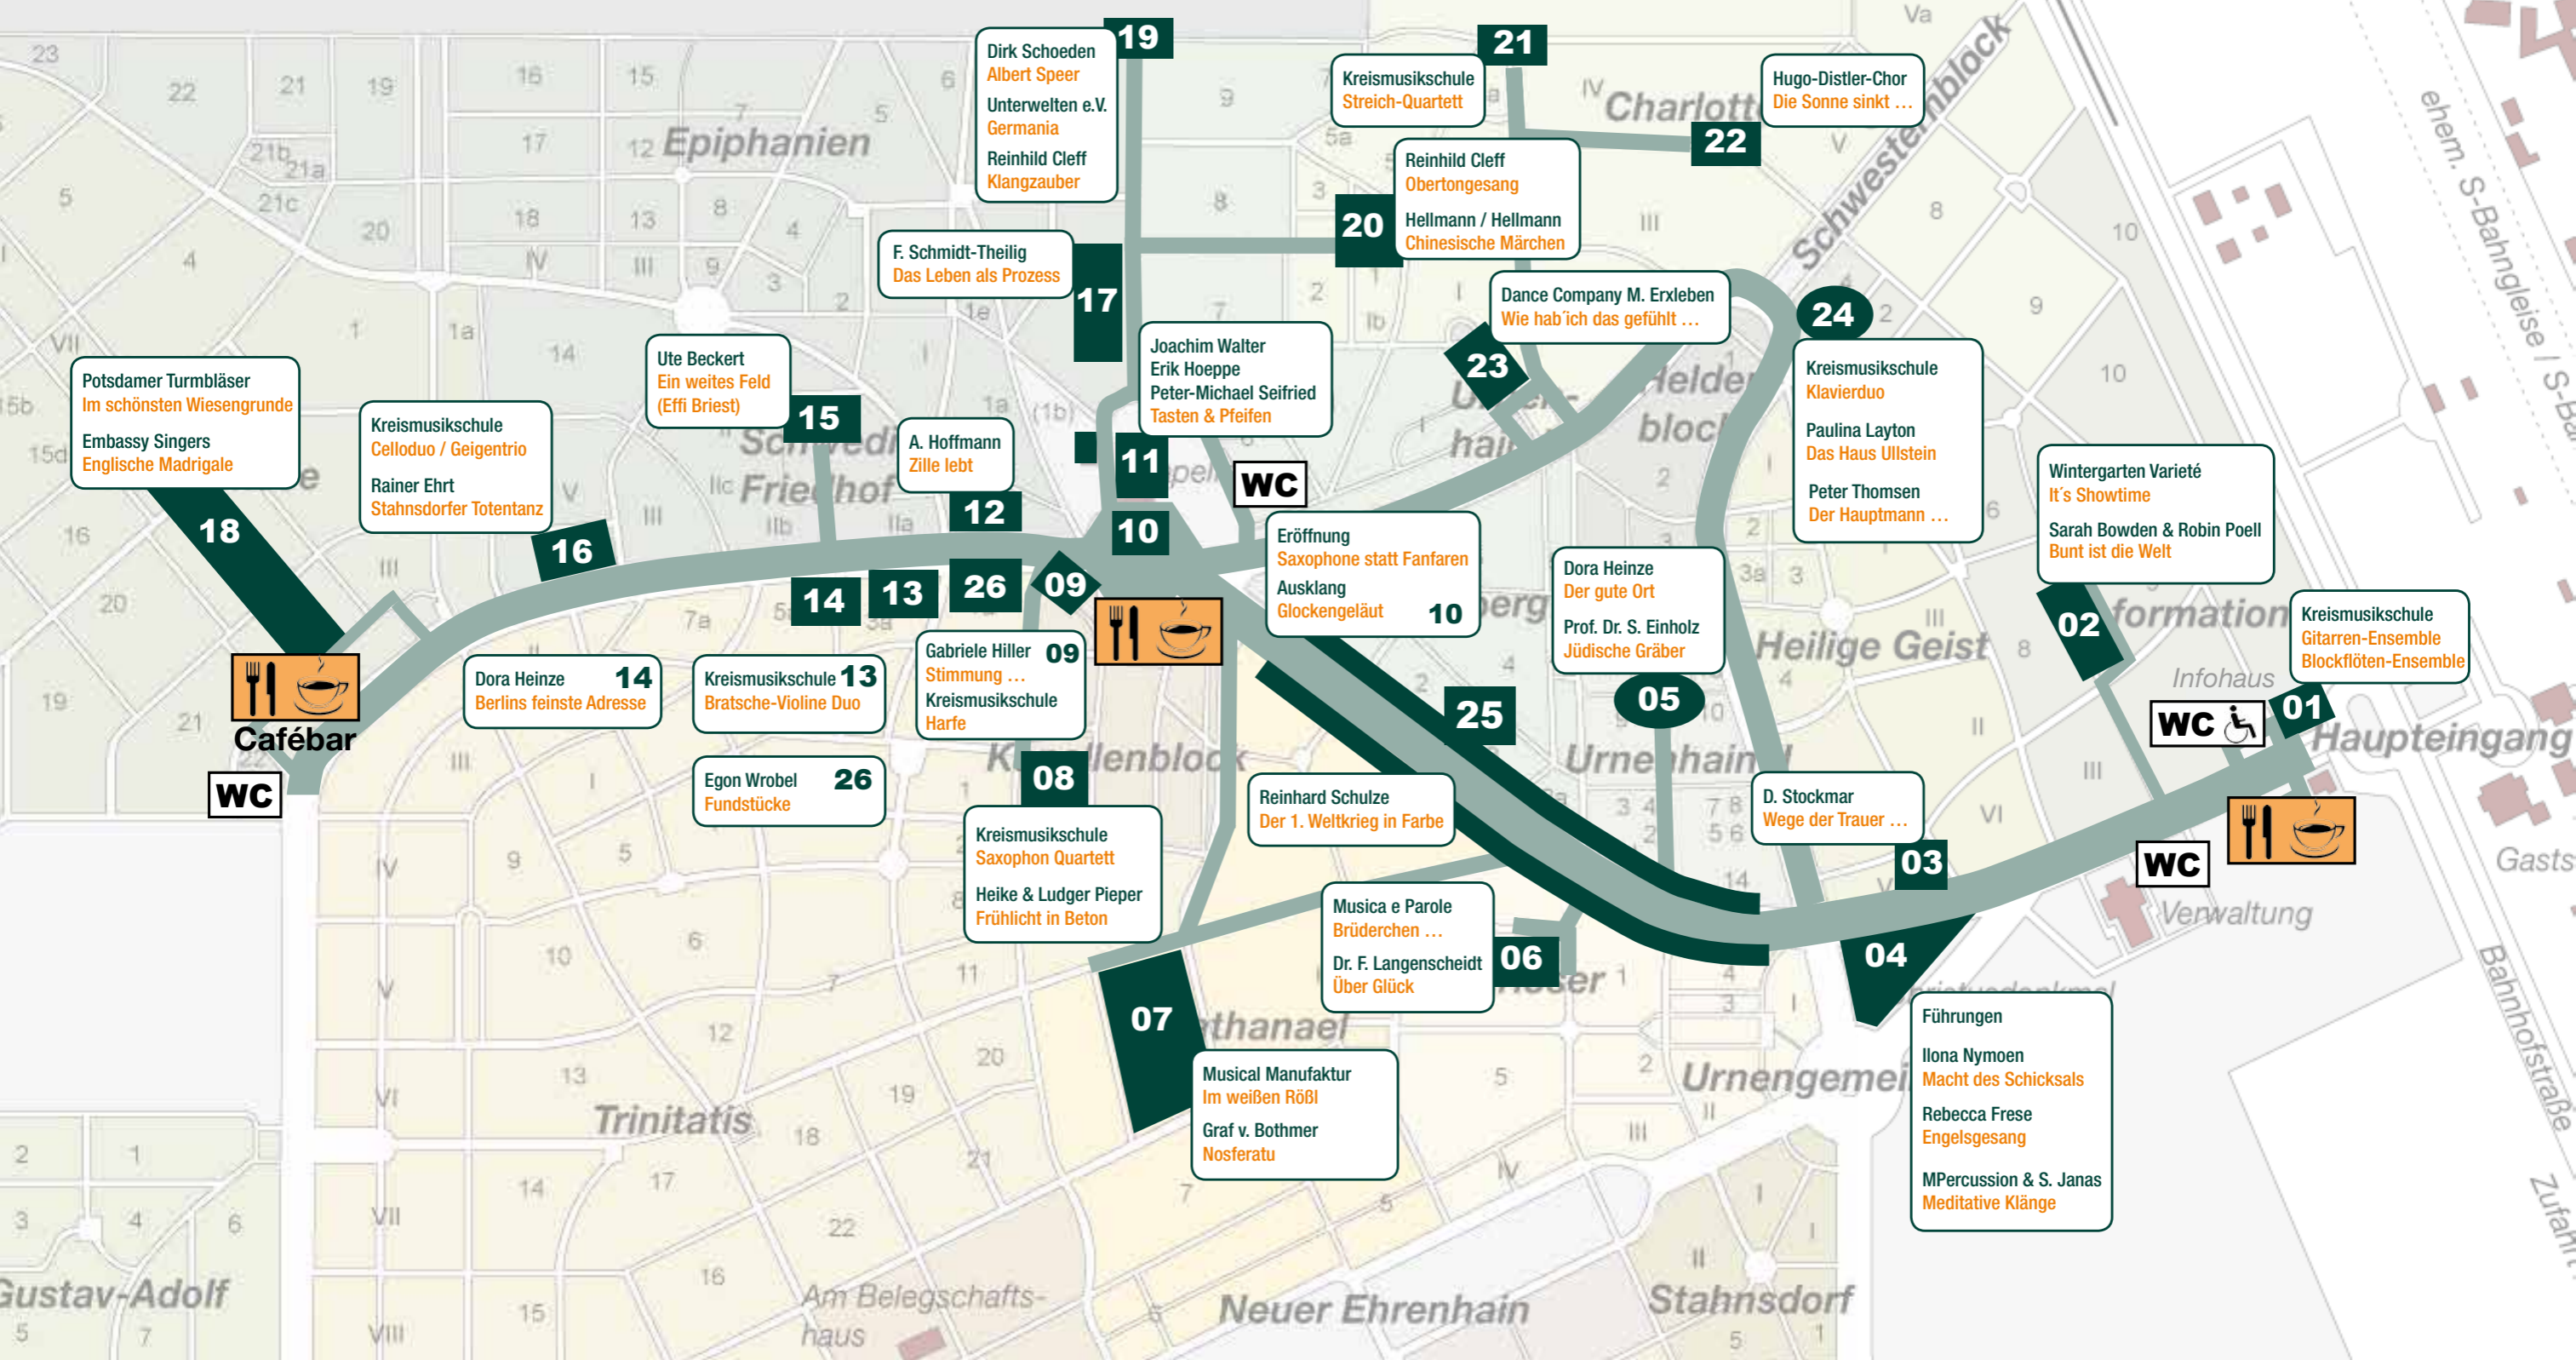 19
Dirk Schoeden
Albert Speer
Unterwelten e.V.
Germania
Reinhild Cleff
Klangzauber
21
Kreismusikschule
Streich-Quartett
Hugo-Distler-Chor
Die Sonne sinkt …
22
Reinhild Cleff
Obertongesang
Hellmann / Hellmann
Chinesische Märchen
20
F. Schmidt-Theilig
Das Leben als Prozess
17
Dance Company M. Erxleben
Wie hab´ich das gefühlt …
23
24
Kreismusikschule
Klavierduo
Paulina Layton
Das Haus Ullstein
Peter Thomsen
Der Hauptmann …
Joachim Walter
Erik Hoeppe
Peter-Michael Seifried
Tasten & Pfeifen
11
WC
Ute Beckert
Ein weites Feld
(Effi Briest)
15
A. Hoffmann
Zille lebt
12
Potsdamer Turmbläser
Im schönsten Wiesengrunde
Embassy Singers
Englische Madrigale
18
Kreismusikschule
Celloduo / Geigentrio
Rainer Ehrt
Stahnsdorfer Totentanz
16
10
Eröffnung
Saxophone statt Fanfaren
Ausklang
Glockengeläut 10
Dora Heinze
Der gute Ort
Prof. Dr. S. Einholz
Jüdische Gräber
05
Wintergarten Varieté
It´s Showtime
Sarah Bowden & Robin Poell
Bunt ist die Welt
02
Kreismusikschule
Gitarren-Ensemble
Blockflöten-Ensemble
01
WC
14
13
26
09
Cafébar
WC
Dora Heinze 14
Berlins feinste Adresse
Kreismusikschule 13
Bratsche-Violine Duo
Gabriele Hiller 09
Stimmung …
Kreismusikschule
Harfe
Egon Wrobel 26
Fundstücke
08
Kreismusikschule
Saxophon Quartett
Heike & Ludger Pieper
Frühlicht in Beton
25
Reinhard Schulze
Der 1. Weltkrieg in Farbe
D. Stockmar
Wege der Trauer …
03
WC
Musica e Parole
Brüderchen …
Dr. F. Langenscheidt
Über Glück
06
04
07
Musical Manufaktur
Im weißen Rößl
Graf v. Bothmer
Nosferatu
Führungen
Ilona Nymoen
Macht des Schicksals
Rebecca Frese
Engelsgesang
MPercussion & S. Janas
Meditative Klänge
Epiphanien
Schwesternblock
Heilige Geist
Infohaus
Haupteingang
Verwaltung
Trinitatis
Gustav-Adolf
Am Belegschafts-
haus
Neuer Ehrenhain
Stahnsdorf
Bahnhofstraße
ehem. S-Bahngleise